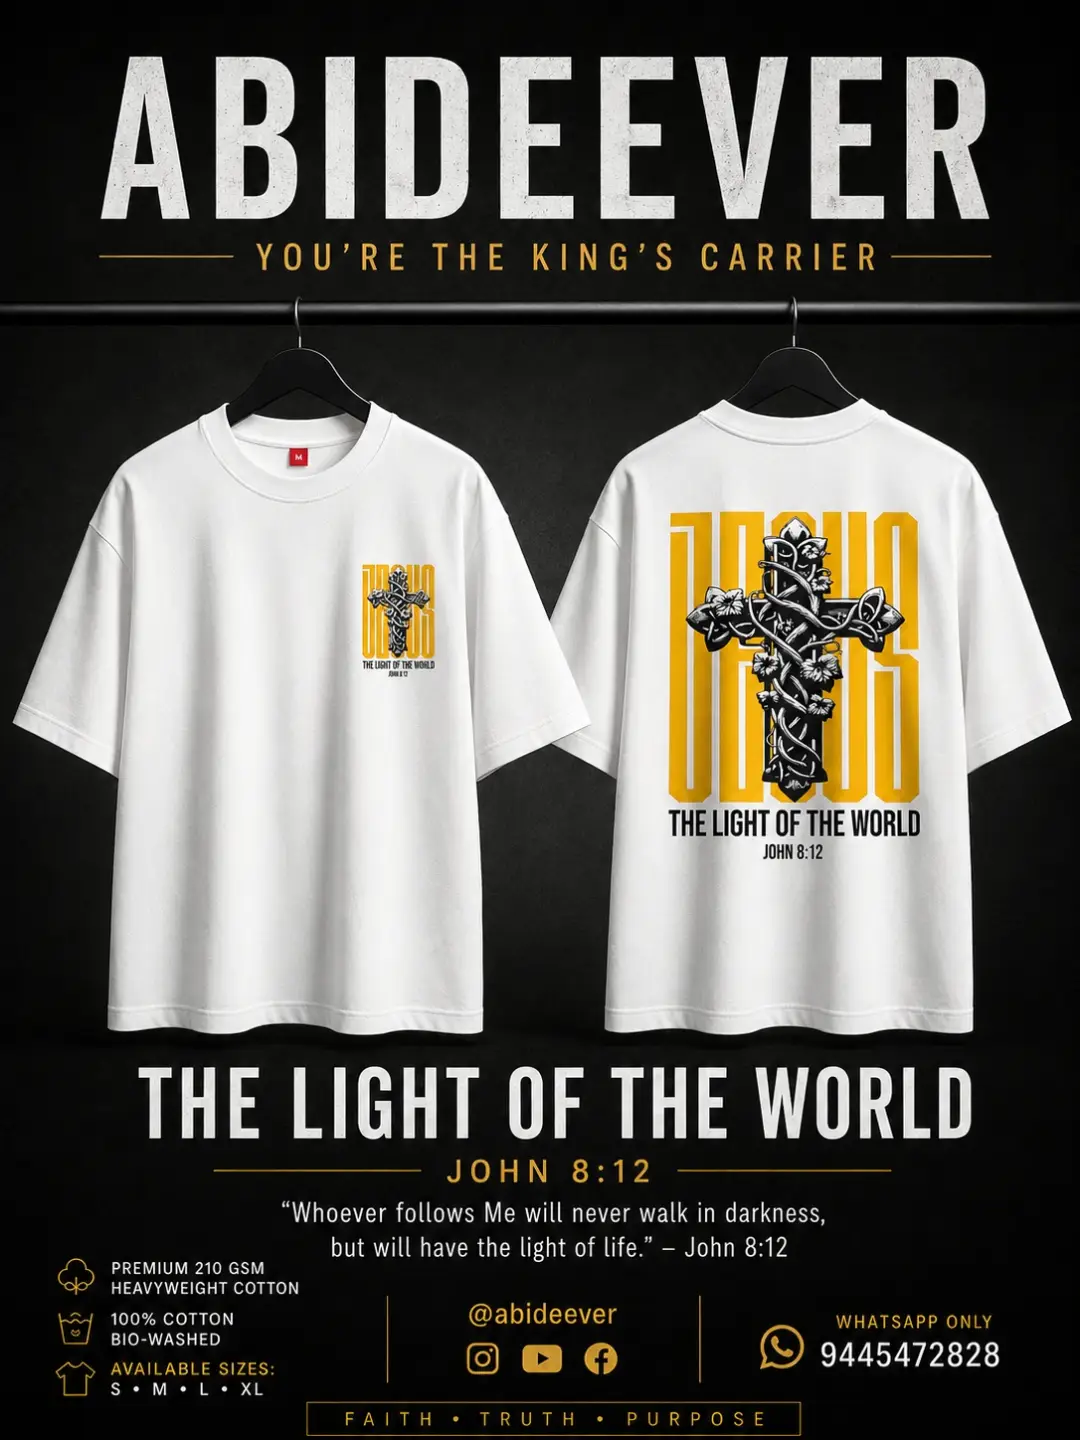 ABIDEEVER
YOU'RE THE KING'S CARRIER
M
JESUS
THE LIGHT OF THE WORLD
JOHN 8:12
JESUS
THE LIGHT OF THE WORLD
JOHN 8:12
THE LIGHT OF THE WORLD
JOHN 8:12
“Whoever follows Me will never walk in darkness,
but will have the light of life.” – John 8:12
PREMIUM 210 GSM
HEAVYWEIGHT COTTON
100% COTTON
BIO-WASHED
AVAILABLE SIZES:
S • M • L • XL
@abideever
WHATSAPP ONLY
9445472828
FAITH • TRUTH • PURPOSE